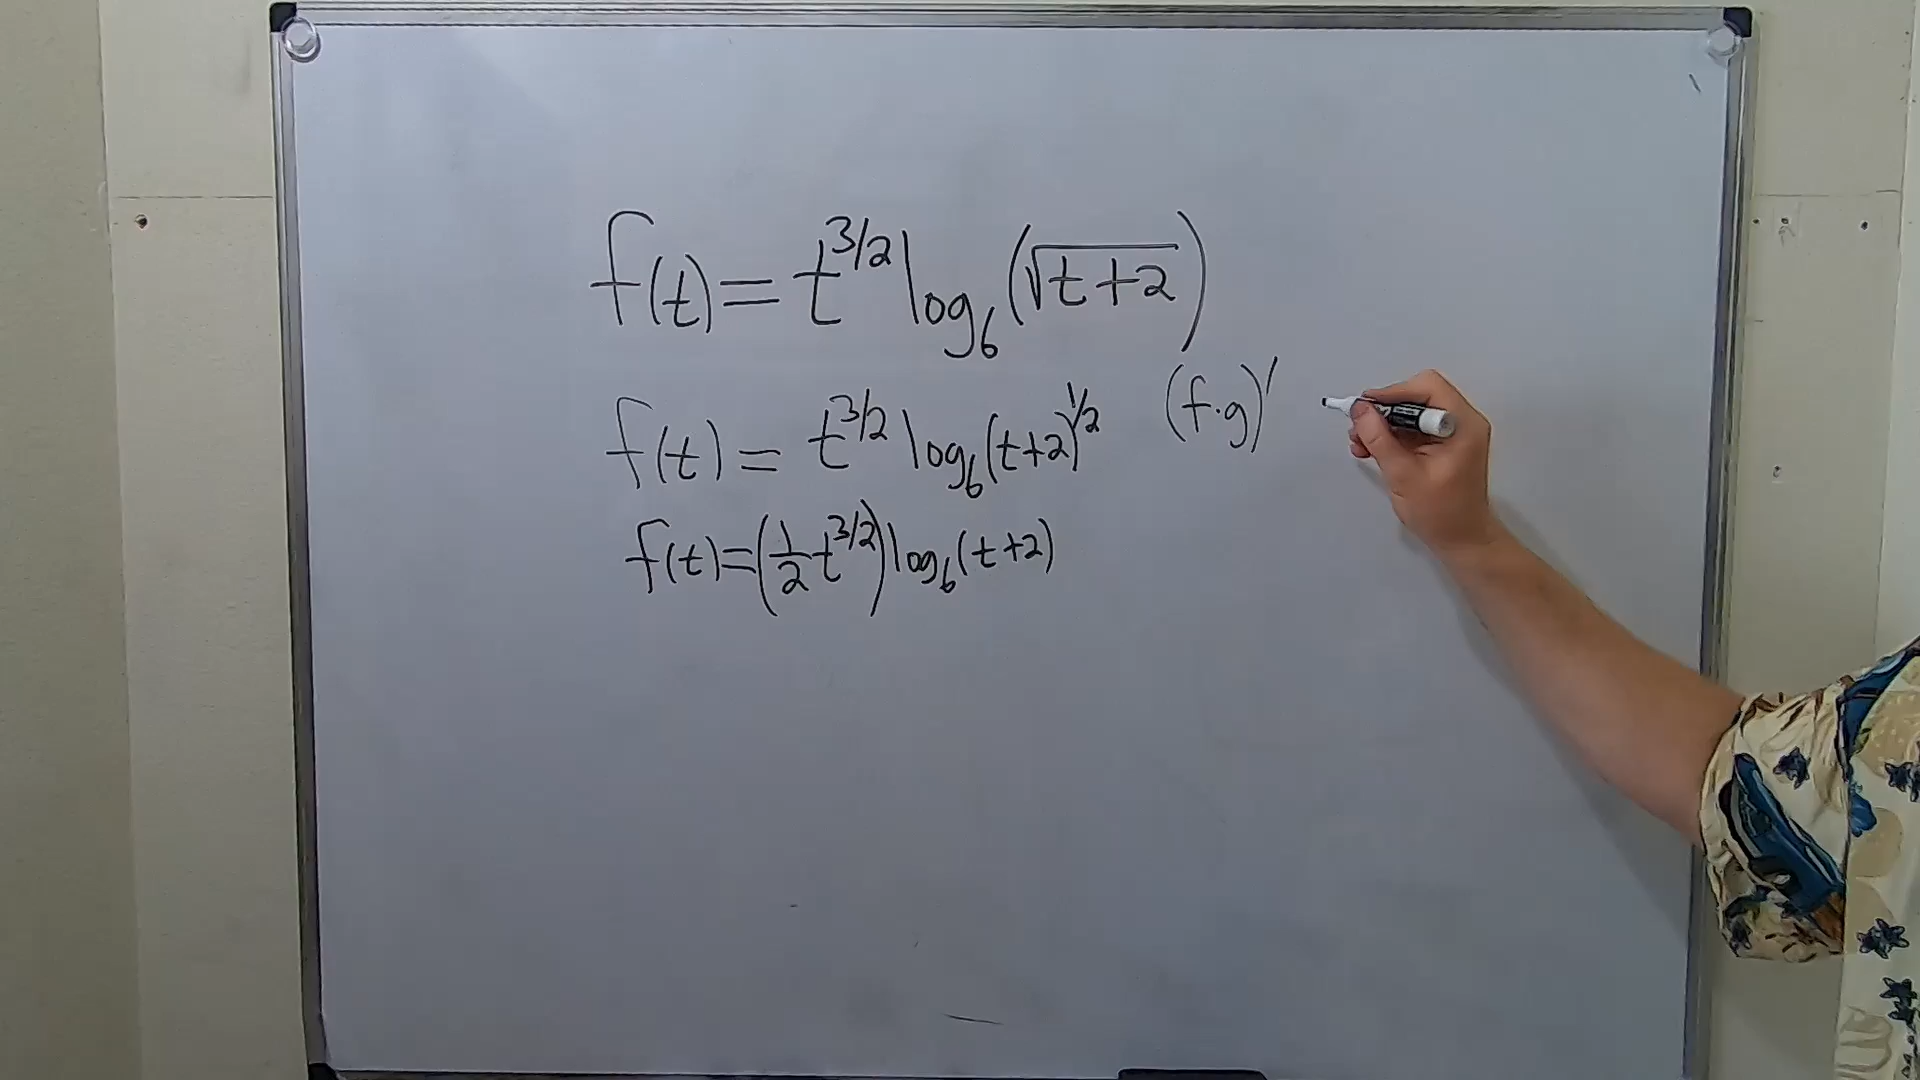 f(t) = t^{3/2} log_6 (√(t+2))
f(t) = t^{3/2} log_6 (t+2)^{1/2}
(f·g)'
f(t) = (1/2 t^{3/2}) log_6 (t+2)